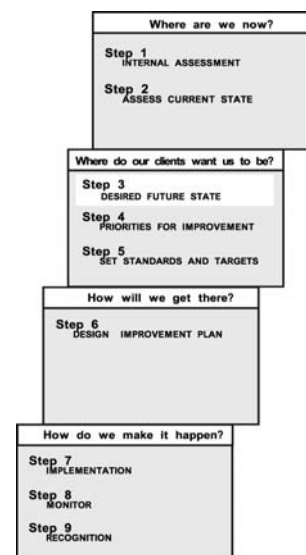 Where are we now?
Step 1
INTERNAL ASSESSMENT
Step 2
ASSESS CURRENT STATE
Where do our clients want us to be?
Step 3
DESIRED FUTURE STATE
Step 4
PRIORITIES FOR IMPROVEMENT
Step 5
SET STANDARDS AND TARGETS
How will we get there?
Step 6
DESIGN IMPROVEMENT PLAN
How do we make it happen?
Step 7
IMPLEMENTATION
Step 8
MONITOR
Step 9
RECOGNITION